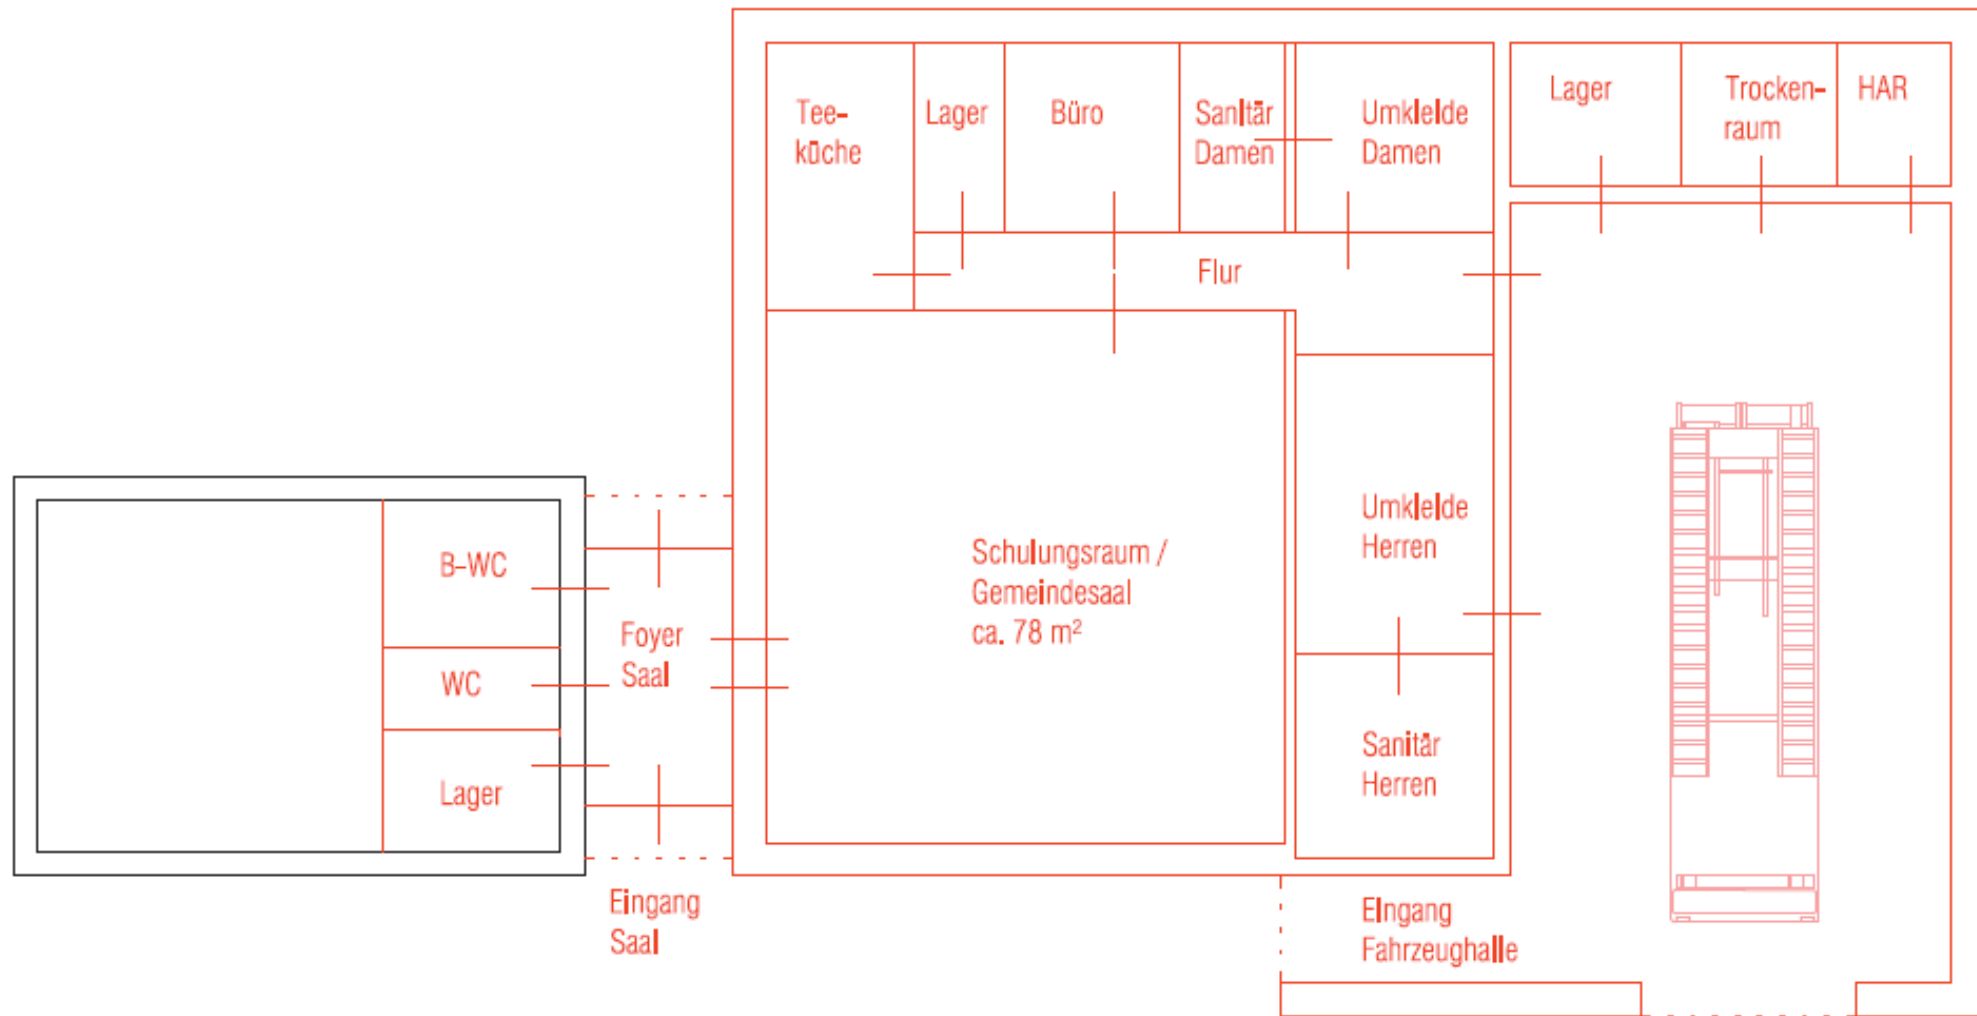 Tee-
küche
Lager
Büro
Sanitär
Damen
Umkleide
Damen
Lager
Trocken-
raum
HAR
Flur
Umkleide
Herren
Schulungsraum /
Gemeindesaal
ca. 78 m²
B-WC
Foyer
Saal
WC
Lager
Sanitär
Herren
Eingang
Saal
Eingang
Fahrzeughalle